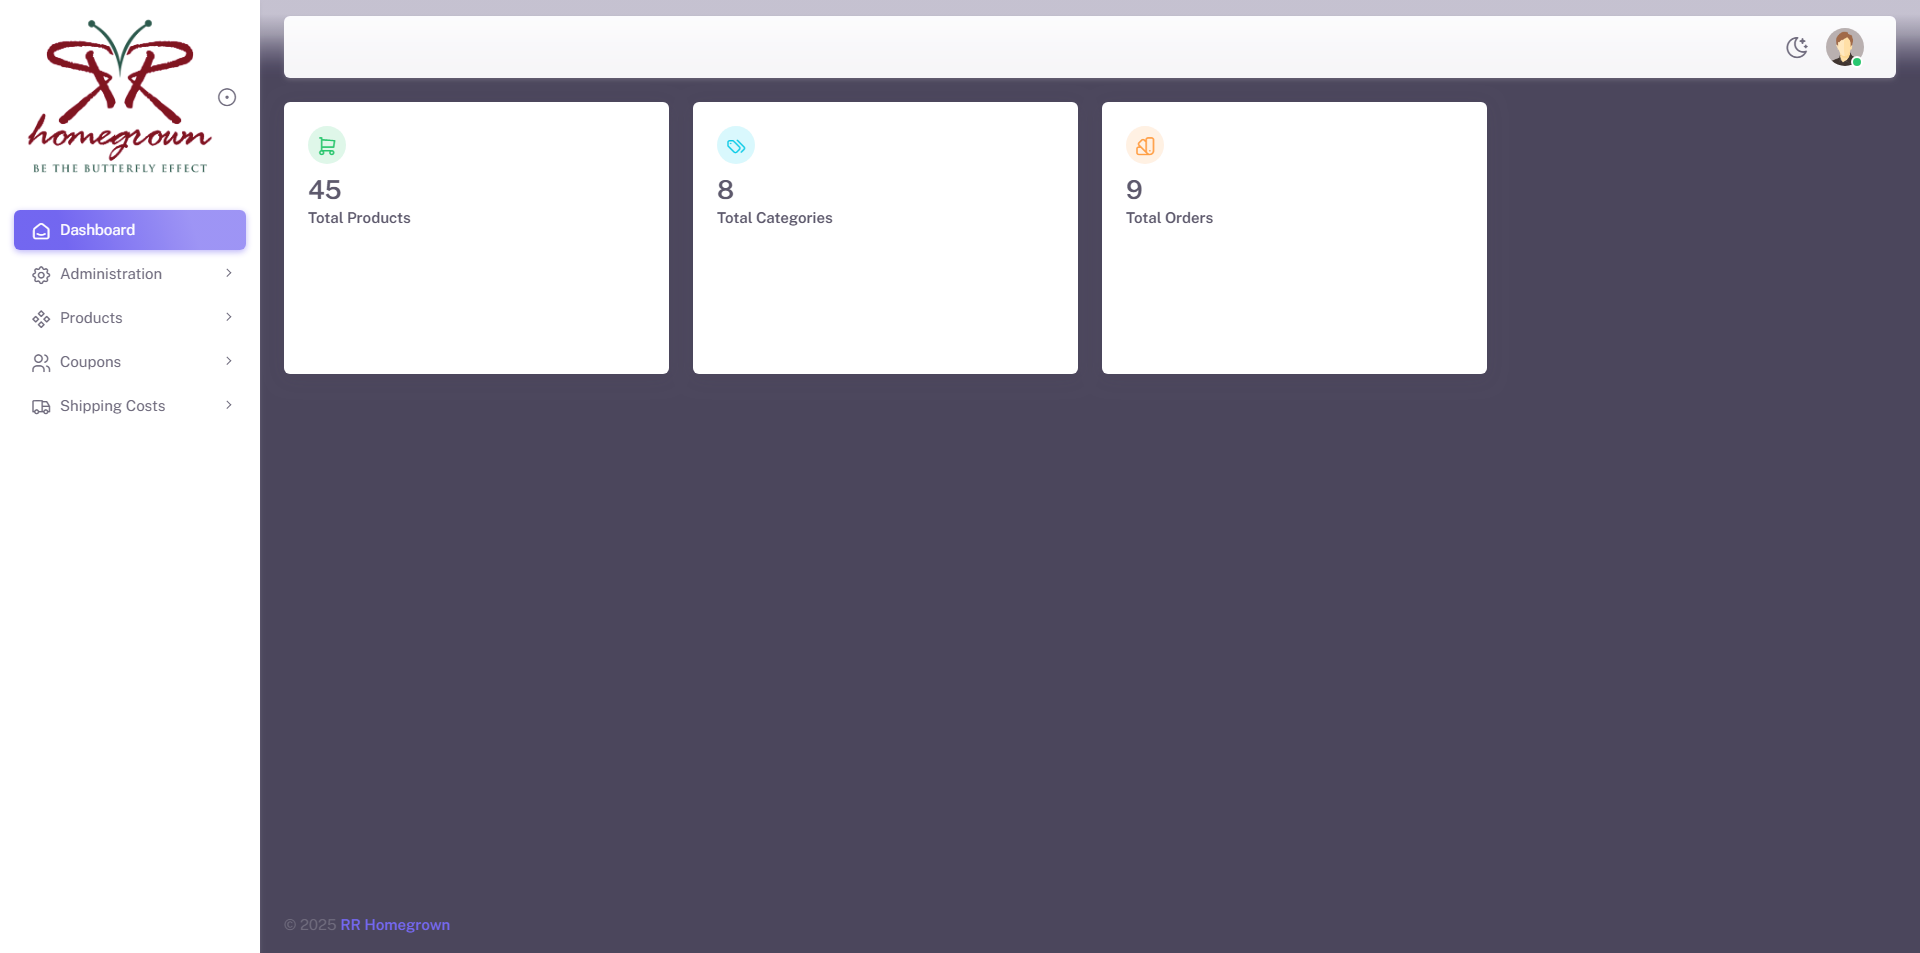 homegrown
BE THE BUTTERFLY EFFECT
Dashboard
Administration
Products
Coupons
Shipping Costs
45
Total Products
8
Total Categories
9
Total Orders
© 2025 RR Homegrown